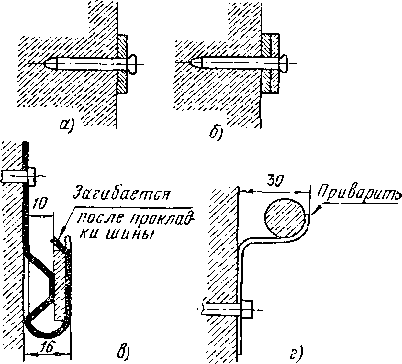 а)
б)
10
Загибается
после проклад-
ки шины
16
в)
30
Приварить
г)